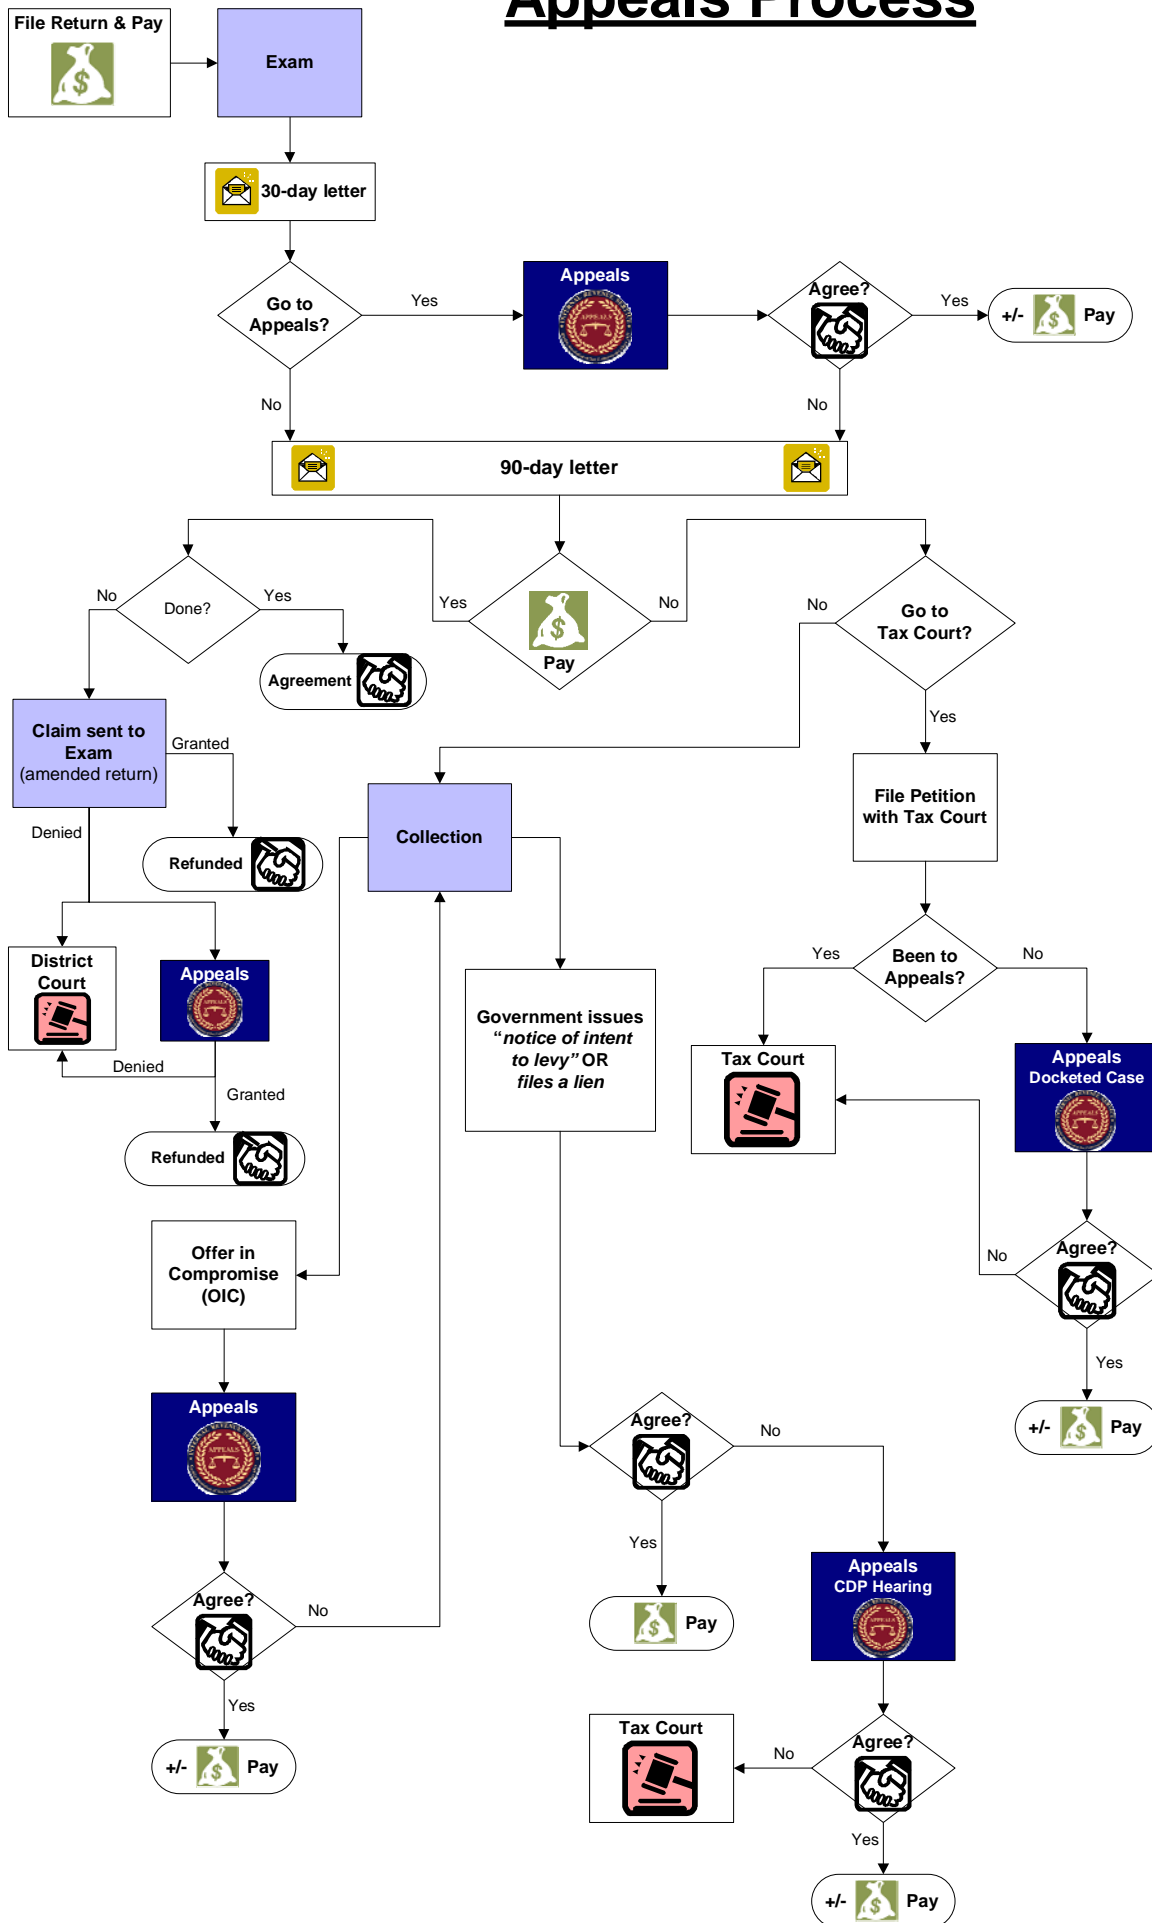 Appeals Process
File Return & Pay
$
Exam
30-day letter
Go to
Appeals?
Yes
Appeals
APPEALS
Agree?
Yes
+/- $ Pay
No
No
90-day letter
No
Done?
Yes
Yes
$
Pay
No
No
Go to
Tax Court?
Agreement
Yes
Claim sent to
Exam
(amended return)
Granted
File Petition
with Tax Court
Denied
Refunded
Collection
District
Court
Appeals
APPEALS
Yes
Been to
Appeals?
No
Government issues
“notice of intent
to levy” OR
files a lien
Denied
Granted
Tax Court
Appeals
Docketed Case
Refunded
Offer in
Compromise
(OIC)
No
Agree?
Yes
+/- $ Pay
Appeals
APPEALS
Agree?
No
Yes
$ Pay
Appeals
CDP Hearing
Agree?
No
Yes
+/- $ Pay
Tax Court
No
Agree?
Yes
+/- $ Pay